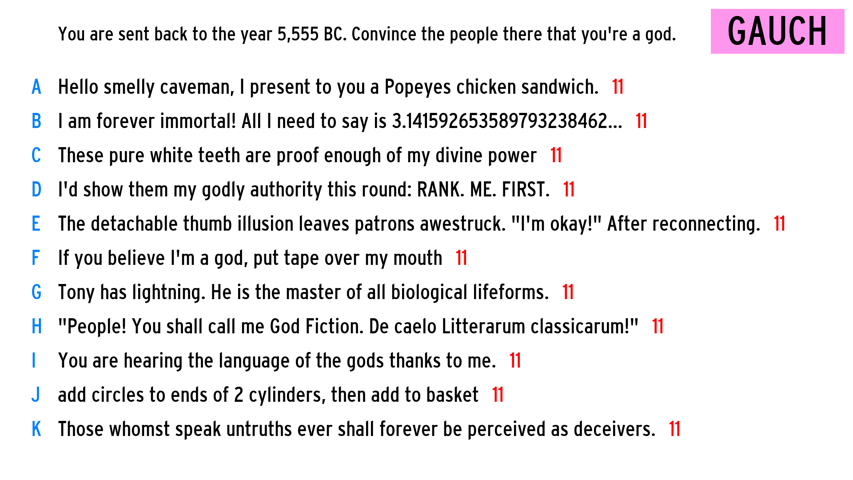 You are sent back to the year 5,555 BC. Convince the people there that you're a god.
GAUCH
A Hello smelly caveman, I present to you a Popeyes chicken sandwich. 11
B I am forever immortal! All I need to say is 3.141592653589793238462... 11
C These pure white teeth are proof enough of my divine power 11
D I'd show them my godly authority this round: RANK. ME. FIRST. 11
E The detachable thumb illusion leaves patrons awestruck. "I'm okay!" After reconnecting. 11
F If you believe I'm a god, put tape over my mouth 11
G Tony has lightning. He is the master of all biological lifeforms. 11
H "People! You shall call me God Fiction. De caelo Litterarum classicarum!" 11
I You are hearing the language of the gods thanks to me. 11
J add circles to ends of 2 cylinders, then add to basket 11
K Those whomst speak untruths ever shall forever be perceived as deceivers. 11